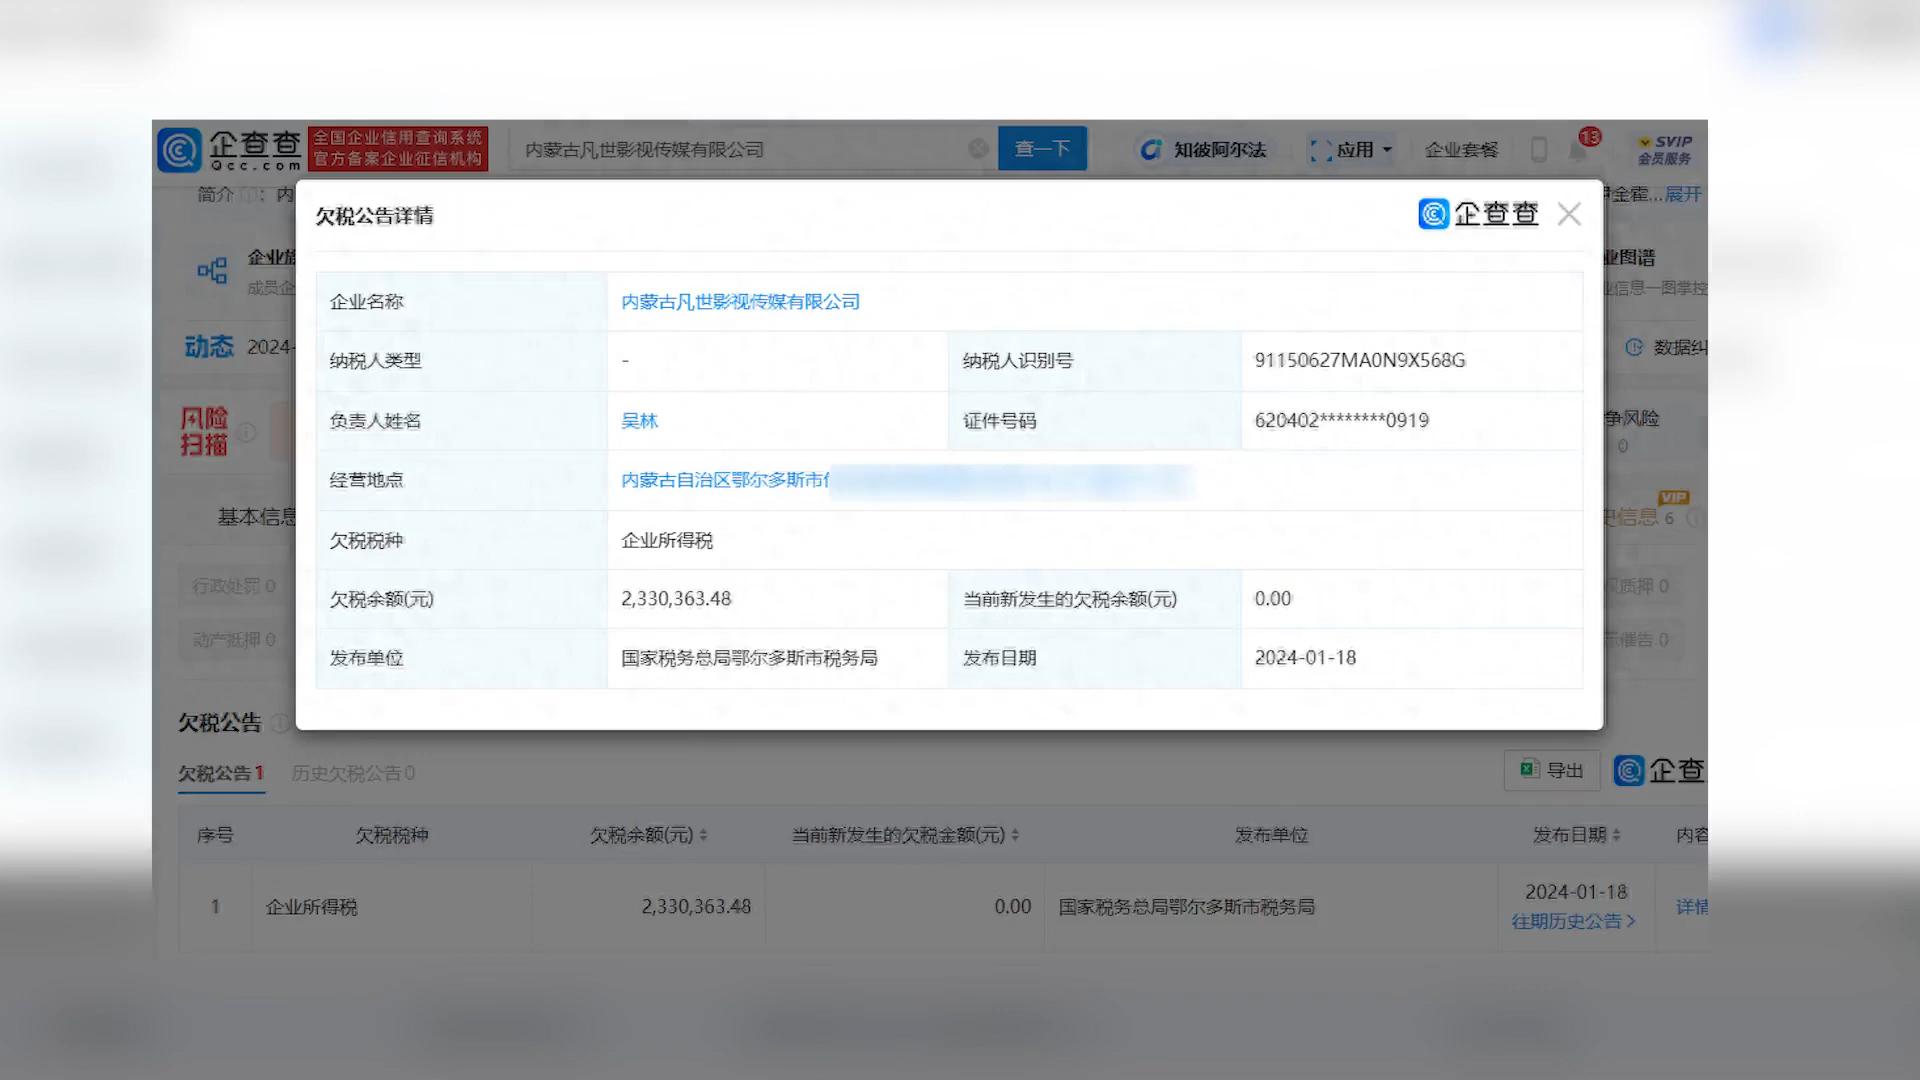 企查查
Qcc.com
全国企业信用查询系统
官方备案企业征信机构
内蒙古凡世影视传媒有限公司
查一下
知彼阿尔法
应用
企业套餐
13
SVIP
会员服务
简介
：内
金霍...展开
欠税公告详情
企查查
企业族
成员企
业图谱
业信息一图掌控
动态
2024-
数据纠
企业名称
内蒙古凡世影视传媒有限公司
纳税人类型
-
纳税人识别号
91150627MA0N9X568G
负责人姓名
吴林
证件号码
620402********0919
经营地点
内蒙古自治区鄂尔多斯市
欠税税种
企业所得税
欠税余额(元)
2,330,363.48
当前新发生的欠税余额(元)
0.00
发布单位
国家税务总局鄂尔多斯市税务局
发布日期
2024-01-18
风险
扫描
争风险
0
基本信息
VIP
史信息 6
行政处罚 0
质押 0
动产抵押 0
催告 0
欠税公告
欠税公告 1
历史欠税公告 0
导出
企查
序号
欠税税种
欠税余额(元)
当前新发生的欠税金额(元)
发布单位
发布日期
内容
1
企业所得税
2,330,363.48
0.00
国家税务总局鄂尔多斯市税务局
2024-01-18
往期历史公告 >
详情